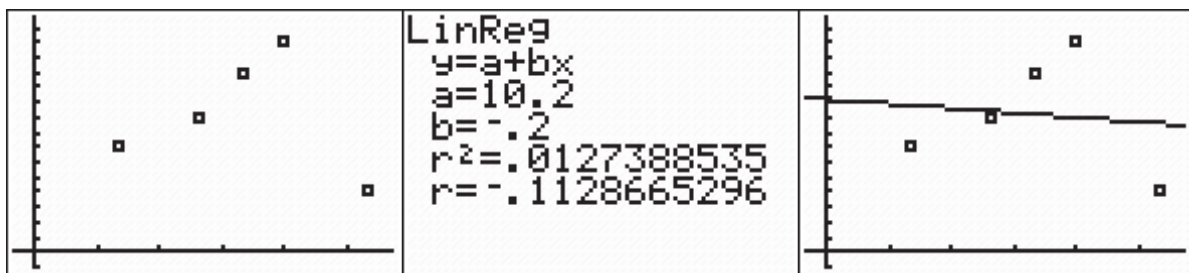 LinReg
y=a+bx
a=10.2
b=⁻.2
r²=.0127388535
r=⁻.1128665296